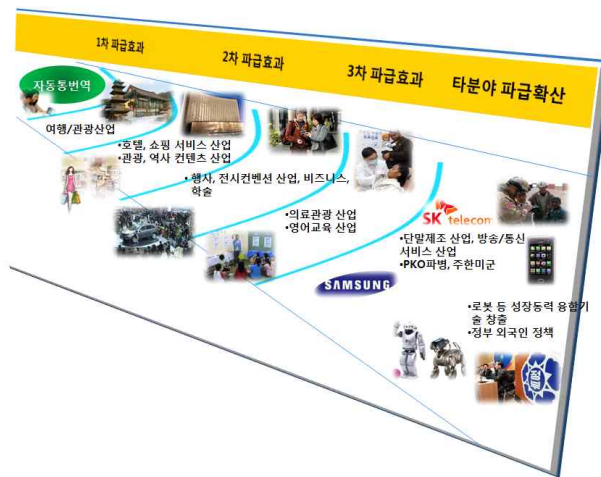 1차 파급효과
2차 파급효과
3차 파급효과
타분야 파급확산
자동통번역
여행/관광산업
•호텔, 쇼핑 서비스 산업
•관광, 역사 컨텐츠 산업
• 행사, 전시컨벤션 산업, 비즈니스,
학술
•의료관광 산업
•영어교육 산업
SK telecom
•단말제조 산업, 방송/통신
서비스 산업
•PKO파병, 주한미군
SAMSUNG
•로봇 등 성장동력 융합기
술 창출
•정부 외국인 정책
정부